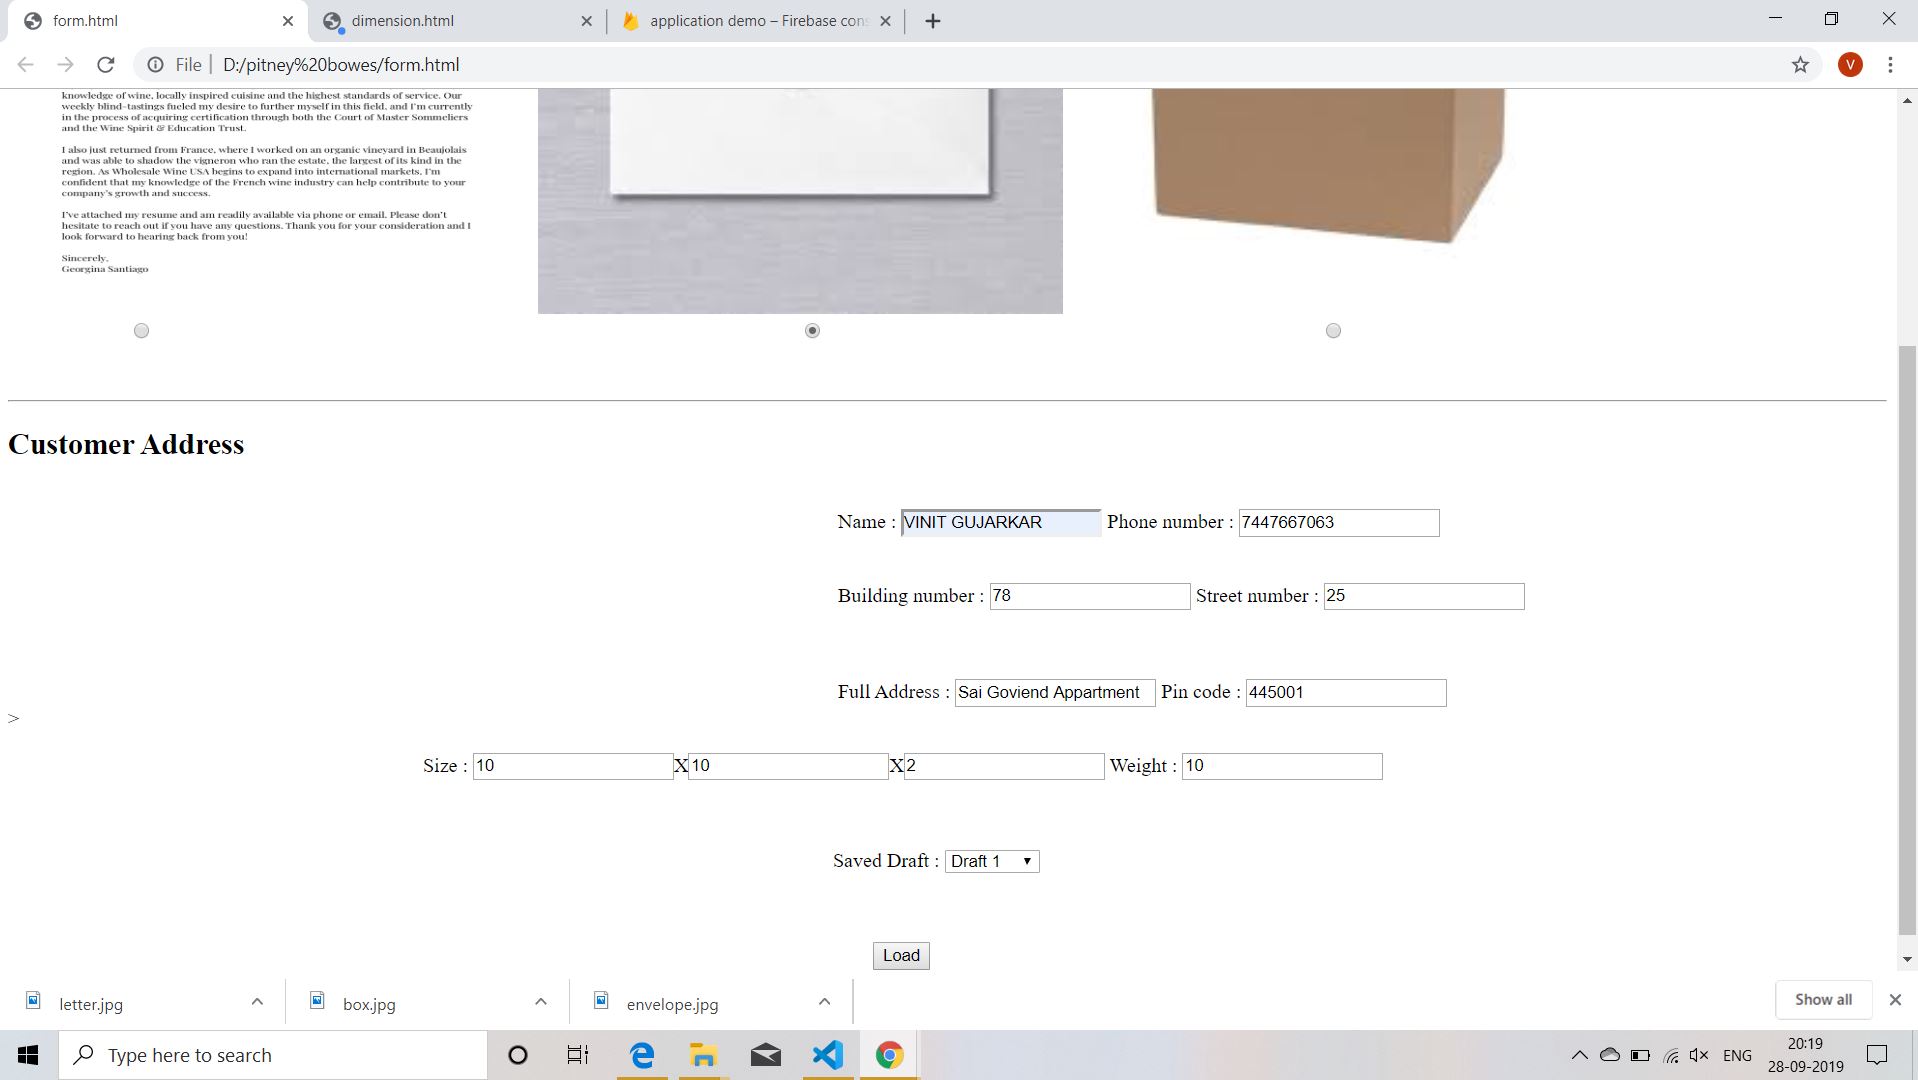 form.html
dimension.html
application demo – Firebase cons
File
D:/pitney%20bowes/form.html
V
knowledge of wine, locally inspired cuisine and the highest standards of service. Our
weekly blind-tastings fueled my desire to further myself in this field, and I'm currently
in the process of acquiring certification through both the Court of Master Sommeliers
and the Wine Spirit & Education Trust.
I also just returned from France, where I worked on an organic vineyard in Beaujolais
and was able to shadow the vigneron who ran the estate, the largest of its kind in the
region. As Wholesale Wine USA begins to expand into international markets, I'm
confident that my knowledge of the French wine industry can help contribute to your
company's growth and success.
I've attached my resume and am readily available via phone or email. Please don't
hesitate to reach out if you have any questions. Thank you for your consideration and I
look forward to hearing back from you!
Sincerely,
Georgina Santiago
Customer Address
Name : VINIT GUJARKAR Phone number : 7447667063
Building number : 78 Street number : 25
Full Address : Sai Goviend Appartment Pin code : 445001
>
Size : 10 X 10 X 2 Weight : 10
Saved Draft : Draft 1
Load
letter.jpg
box.jpg
envelope.jpg
Show all
Type here to search
ENG
20:19
28-09-2019